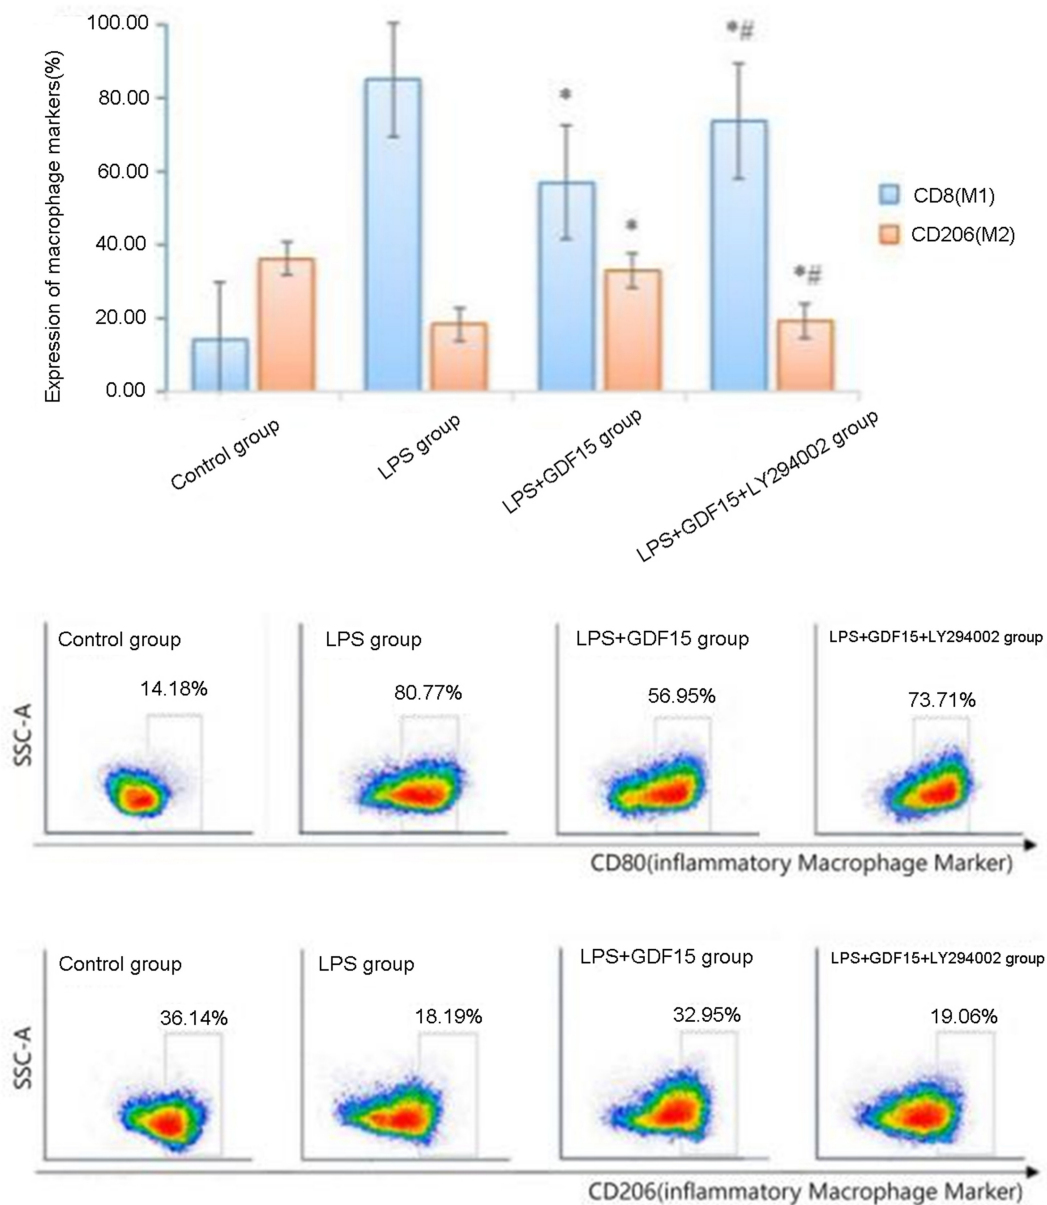 Expression of macrophage markers(%)
100.00
80.00
60.00
40.00
20.00
0.00
*
*
*#
*#
CD8(M1)
CD206(M2)
Control group
LPS group
LPS+GDF15 group
LPS+GDF15+LY294002 group
SSC-A
Control group
14.18%
LPS group
80.77%
LPS+GDF15 group
56.95%
LPS+GDF15+LY294002 group
73.71%
CD80(inflammatory Macrophage Marker)
SSC-A
Control group
36.14%
LPS group
18.19%
LPS+GDF15 group
32.95%
LPS+GDF15+LY294002 group
19.06%
CD206(inflammatory Macrophage Marker)